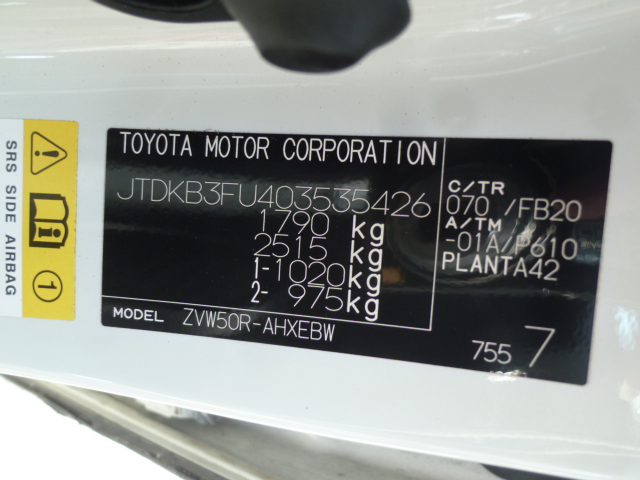 SRS SIDE AIRBAG
1
TOYOTA MOTOR CORPORATION
JTDKB3FU403535426
1790 kg
2515 kg
1- 1020 kg
2- 975 kg
MODEL ZVW50R-AHXEBW
C/TR
070 /FB20
A/TM
-01A/P610
PLANTA42
755 7